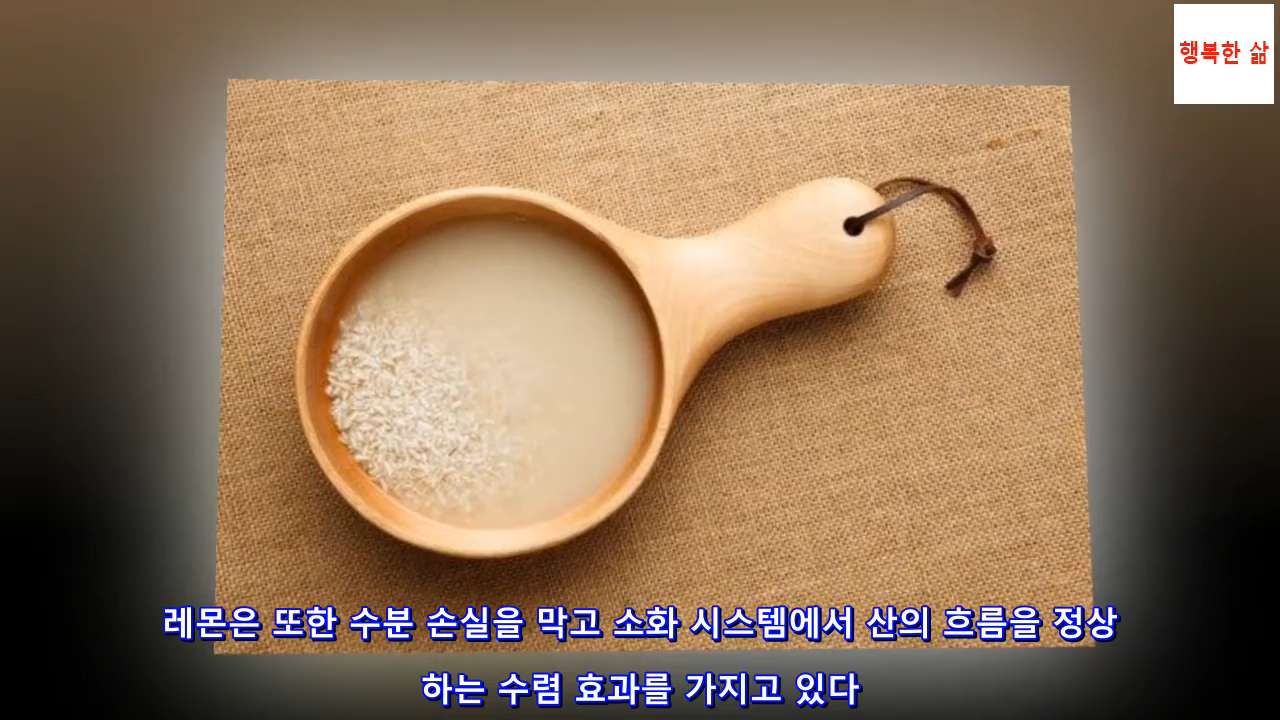 행복한 삶
레몬은 또한 수분 손실을 막고 소화 시스템에서 산의 흐름을 정상
하는 수렴 효과를 가지고 있다